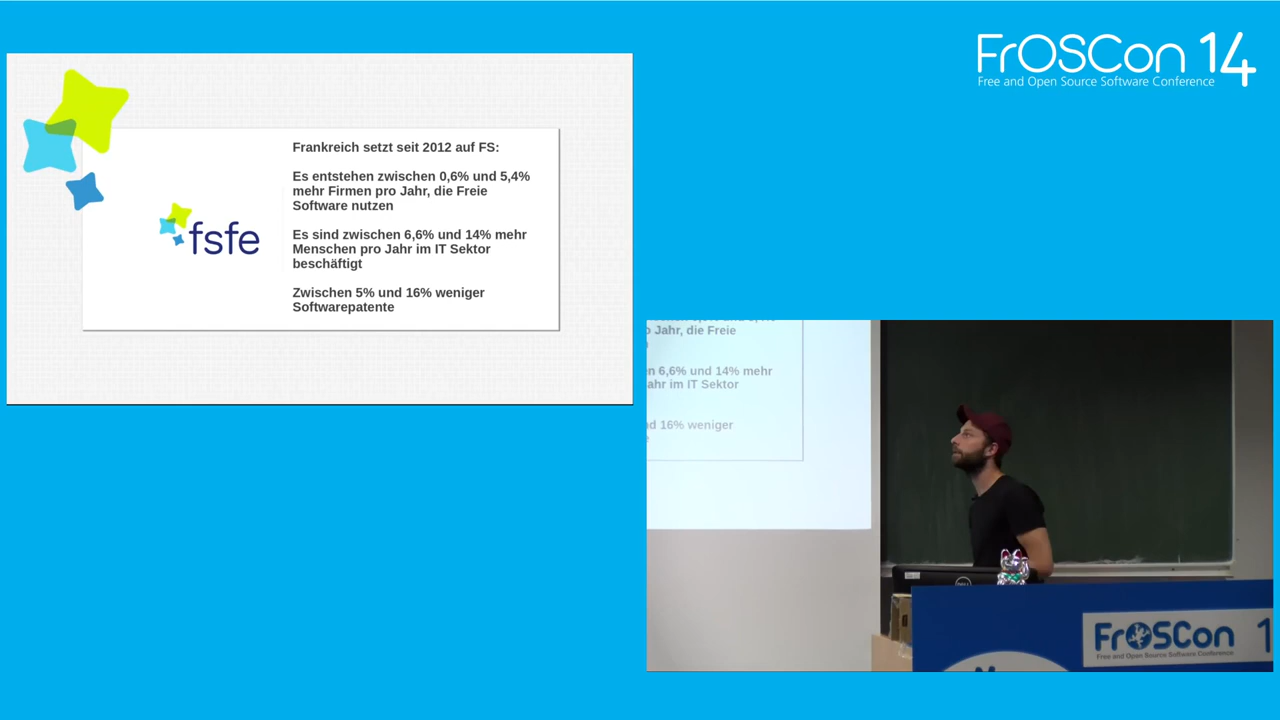 FrOSCon 14
Free and Open Source Software Conference
Frankreich setzt seit 2012 auf FS:
Es entstehen zwischen 0,6% und 5,4%
mehr Firmen pro Jahr, die Freie
Software nutzen
Es sind zwischen 6,6% und 14% mehr
Menschen pro Jahr im IT Sektor
beschäftigt
Zwischen 5% und 16% weniger
Softwarepatente
fsfe
o Jahr, die Freie
n 6,6% und 14% mehr
ahr im IT Sektor
nd 16% weniger
DELL
FrOSCon 1
Free and Open Source Software Conference